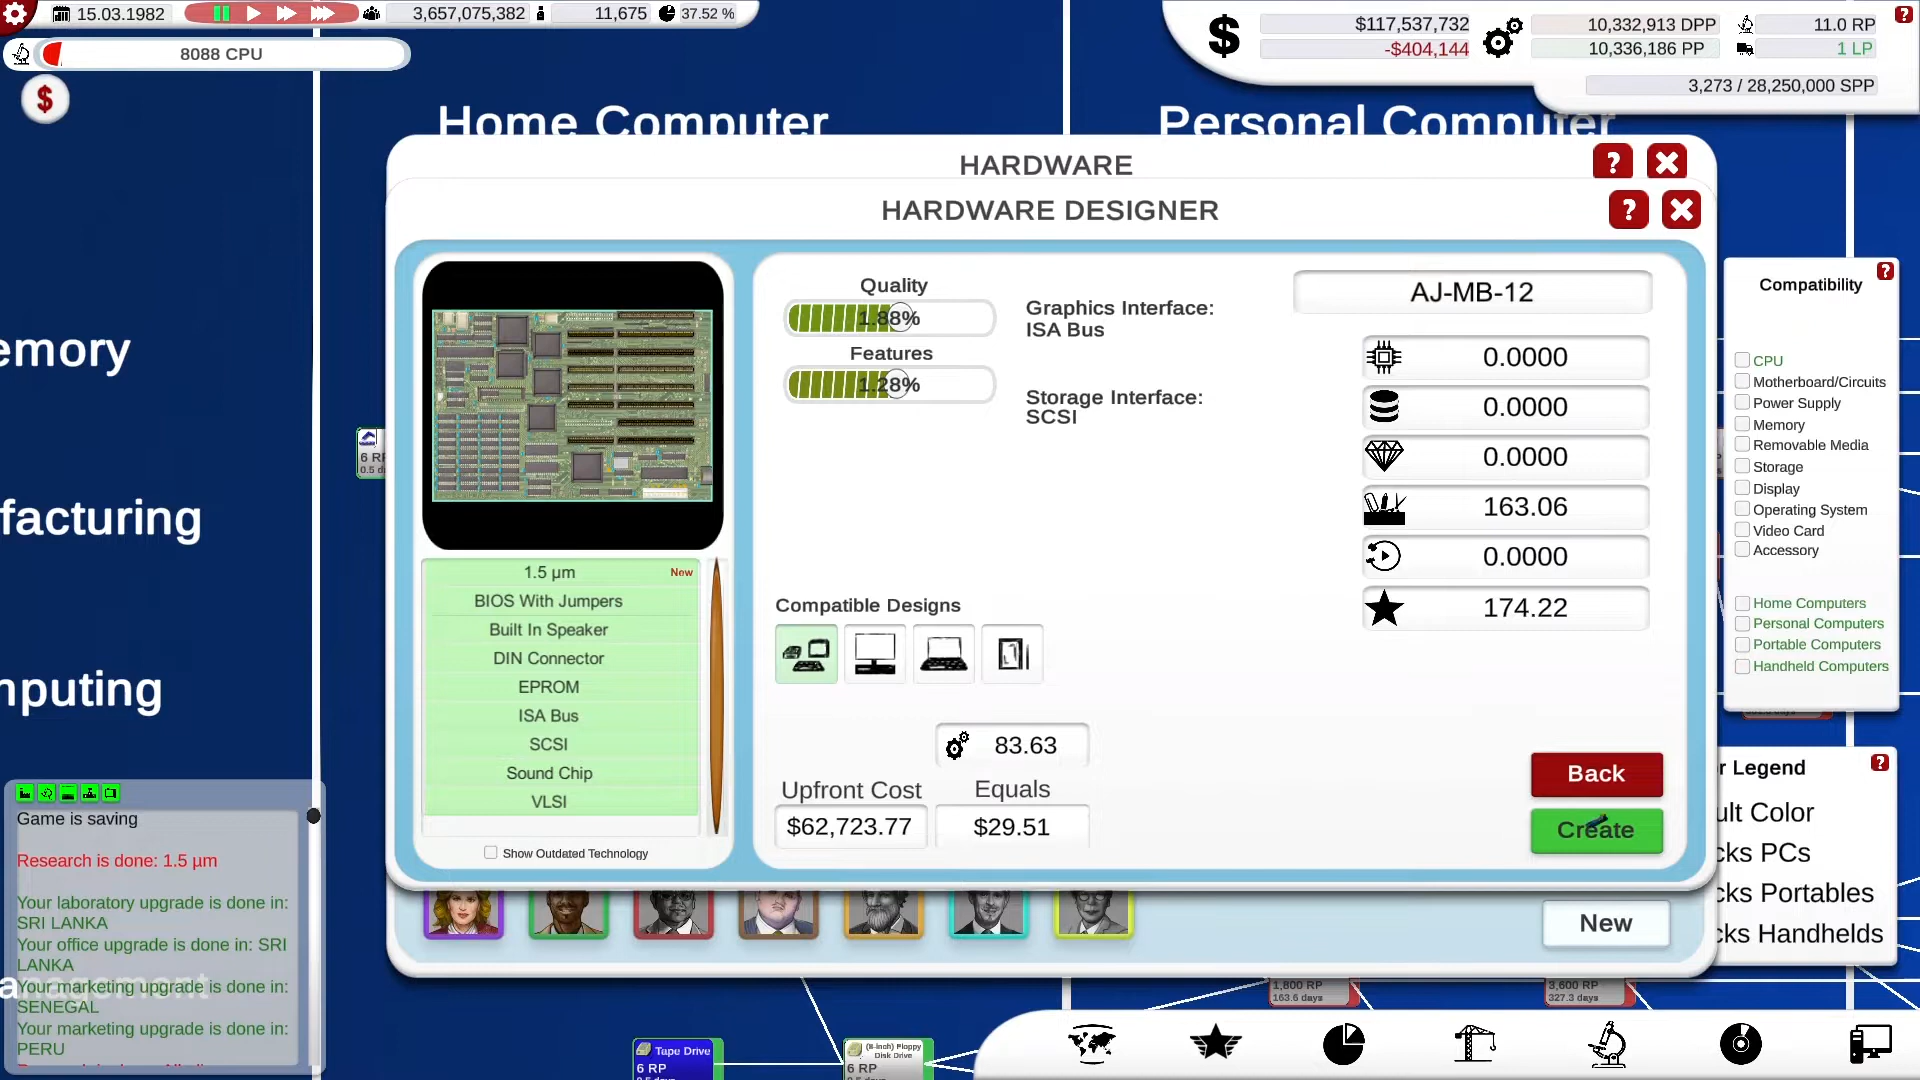 15.03.1982
3,657,075,382
11,675
37.52 %
$117,537,732
-$404,144
10,332,913 DPP
10,336,186 PP
11.0 RP
1 LP
?
3,273 / 28,250,000 SPP
8088 CPU
$
Home Computer
Personal Computer
HARDWARE
?
HARDWARE DESIGNER
?
emory
facturing
nputing
6 RP
0.5 d
1.5 µm
New
BIOS With Jumpers
Built In Speaker
DIN Connector
EPROM
ISA Bus
SCSI
Sound Chip
VLSI
Show Outdated Technology
Quality
1.88%
Features
1.28%
Graphics Interface:
ISA Bus
Storage Interface:
SCSI
Compatible Designs
83.63
Upfront Cost
Equals
$62,723.77
$29.51
AJ-MB-12
0.0000
0.0000
0.0000
163.06
0.0000
174.22
Back
Create
New
Compatibility
?
CPU
Motherboard/Circuits
Power Supply
Memory
Removable Media
Storage
Display
Operating System
Video Card
Accessory
Home Computers
Personal Computers
Portable Computers
Handheld Computers
r Legend
?
ult Color
cks PCs
cks Portables
cks Handhelds
Game is saving
Research is done: 1.5 µm
Your laboratory upgrade is done in:
SRI LANKA
Your office upgrade is done in: SRI
LANKA
Your marketing upgrade is done in:
SENEGAL
Your marketing upgrade is done in:
PERU
anagement
Tape Drive
6 RP
(8-inch) Floppy
Disk Drive
6 RP
1,800 RP
163.6 days
3,600 RP
327.3 days